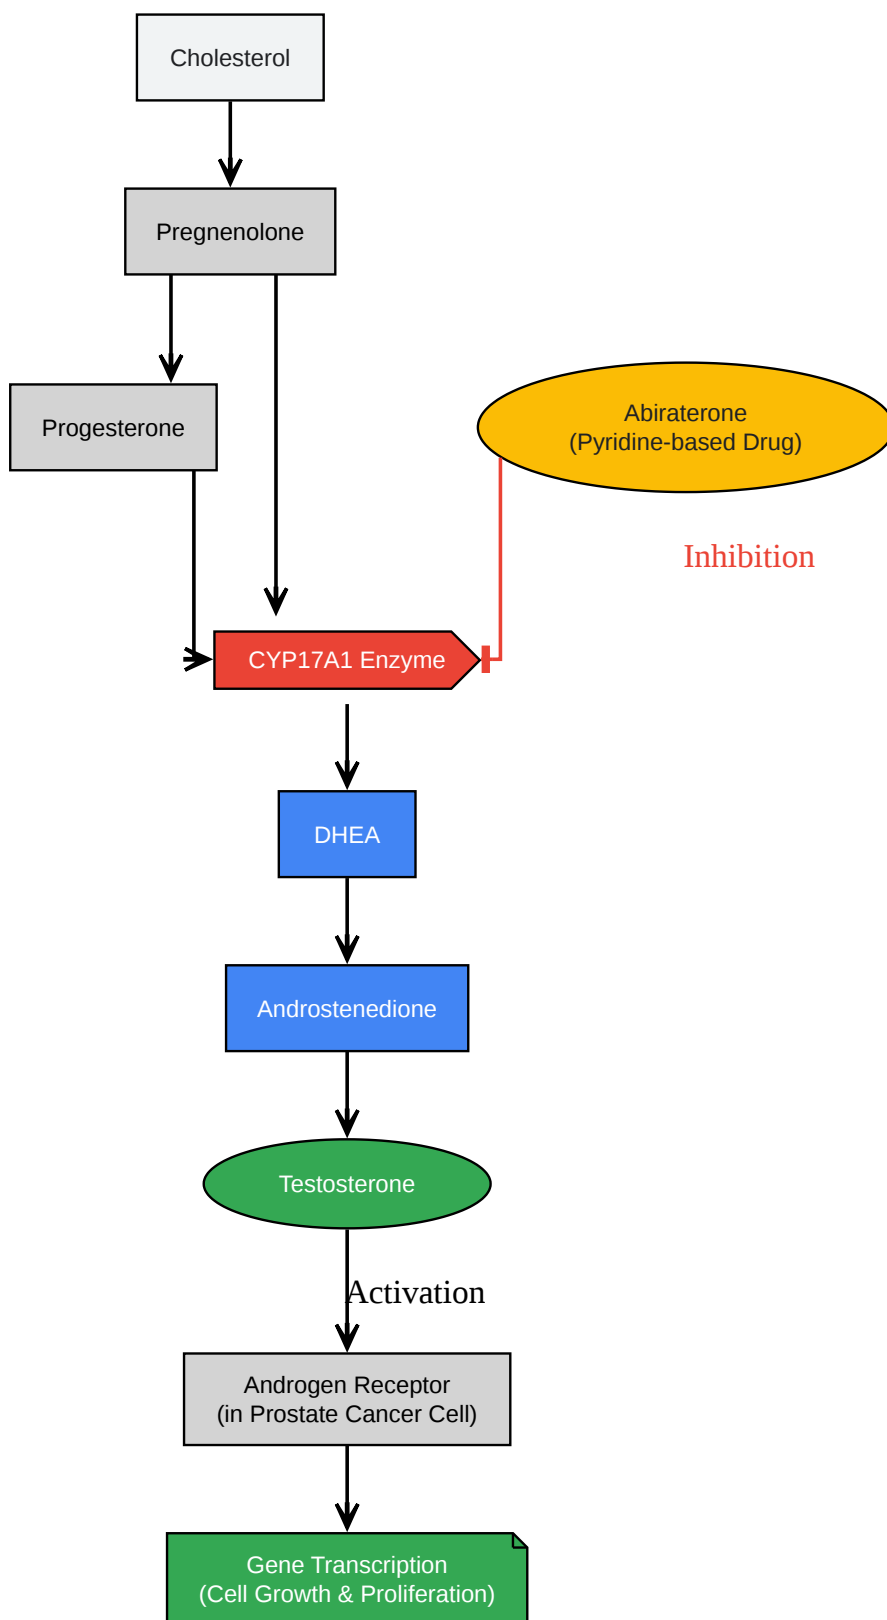 Cholesterol
Pregnenolone
Progesterone
Abiraterone
(Pyridine-based Drug)
Inhibition
CYP17A1 Enzyme
DHEA
Androstenedione
Testosterone
Activation
Androgen Receptor
(in Prostate Cancer Cell)
Gene Transcription
(Cell Growth & Proliferation)